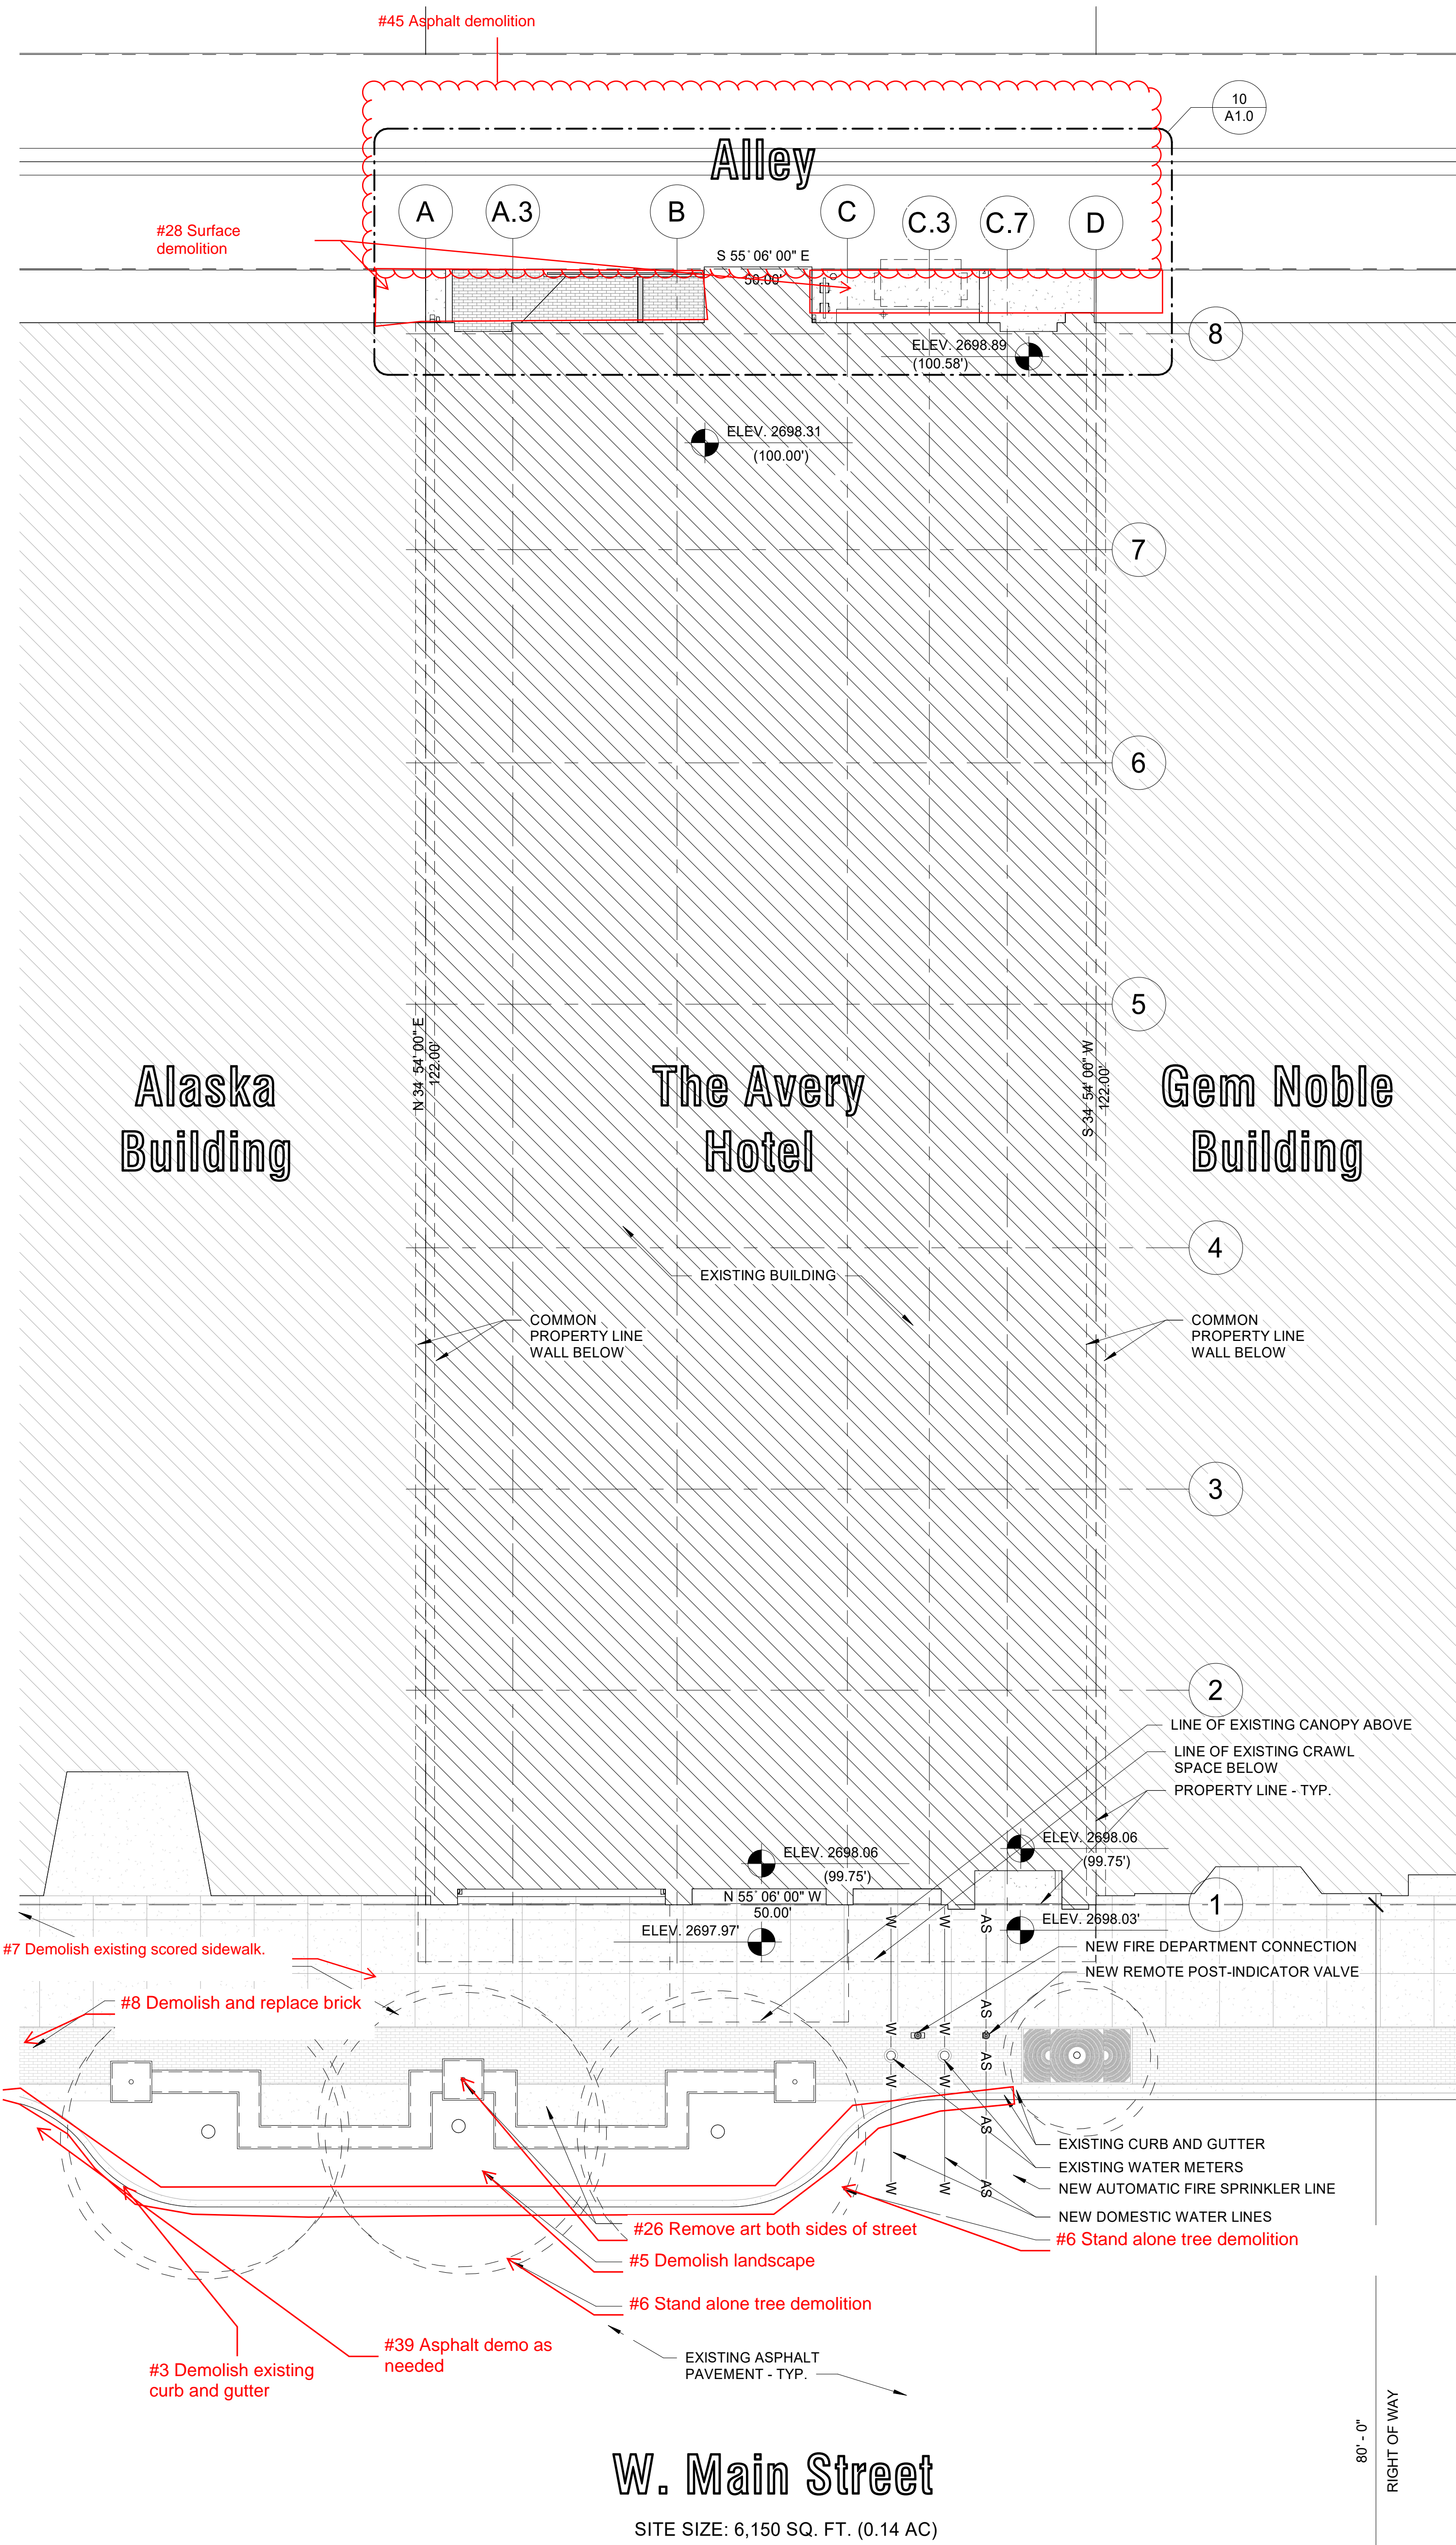 #45 Asphalt demolition
10
A1.0
Alley
A
A.3
B
C
C.3
C.7
D
#28 Surface
demolition
S 55° 06' 00" E
50.00'
8
ELEV. 2698.89
(100.58')
ELEV. 2698.31
(100.00')
7
6
5
N 34° 54' 00" E
122.00'
S 34° 54' 00" W
122.00'
Alaska
Building
The Avery
Hotel
Gem Noble
Building
4
EXISTING BUILDING
COMMON
PROPERTY LINE
WALL BELOW
COMMON
PROPERTY LINE
WALL BELOW
3
2
LINE OF EXISTING CANOPY ABOVE
LINE OF EXISTING CRAWL
SPACE BELOW
PROPERTY LINE - TYP.
ELEV. 2698.06
(99.75')
ELEV. 2698.06
(99.75')
N 55° 06' 00" W
50.00'
1
ELEV. 2697.97'
ELEV. 2698.03'
W
W
AS
#7 Demolish existing scored sidewalk.
NEW FIRE DEPARTMENT CONNECTION
NEW REMOTE POST-INDICATOR VALVE
#8 Demolish and replace brick
AS
W
W
AS
W
W
AS
EXISTING CURB AND GUTTER
EXISTING WATER METERS
NEW AUTOMATIC FIRE SPRINKLER LINE
W
W
AS
NEW DOMESTIC WATER LINES
#26 Remove art both sides of street
#6 Stand alone tree demolition
#5 Demolish landscape
#6 Stand alone tree demolition
#39 Asphalt demo as
needed
#3 Demolish existing
curb and gutter
EXISTING ASPHALT
PAVEMENT - TYP.
80' - 0"
RIGHT OF WAY
W. Main Street
SITE SIZE: 6,150 SQ. FT. (0.14 AC)